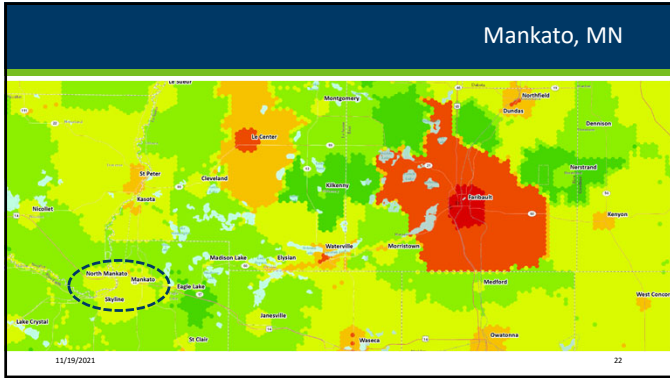 Mankato, MN
Le Sueur
Montgomery
Northfield
Dundas
Dennison
Le Center
St Peter
Cleveland
Kilkenny
Nerstrand
Kasota
Faribault
Nicollet
Kenyon
Waterville
Morristown
Madison Lake
Elysian
North Mankato
Mankato
Eagle Lake
Medford
Skyline
West Concor
Lake Crystal
Janesville
St Clair
Waseca
Owatonna
11/19/2021
22